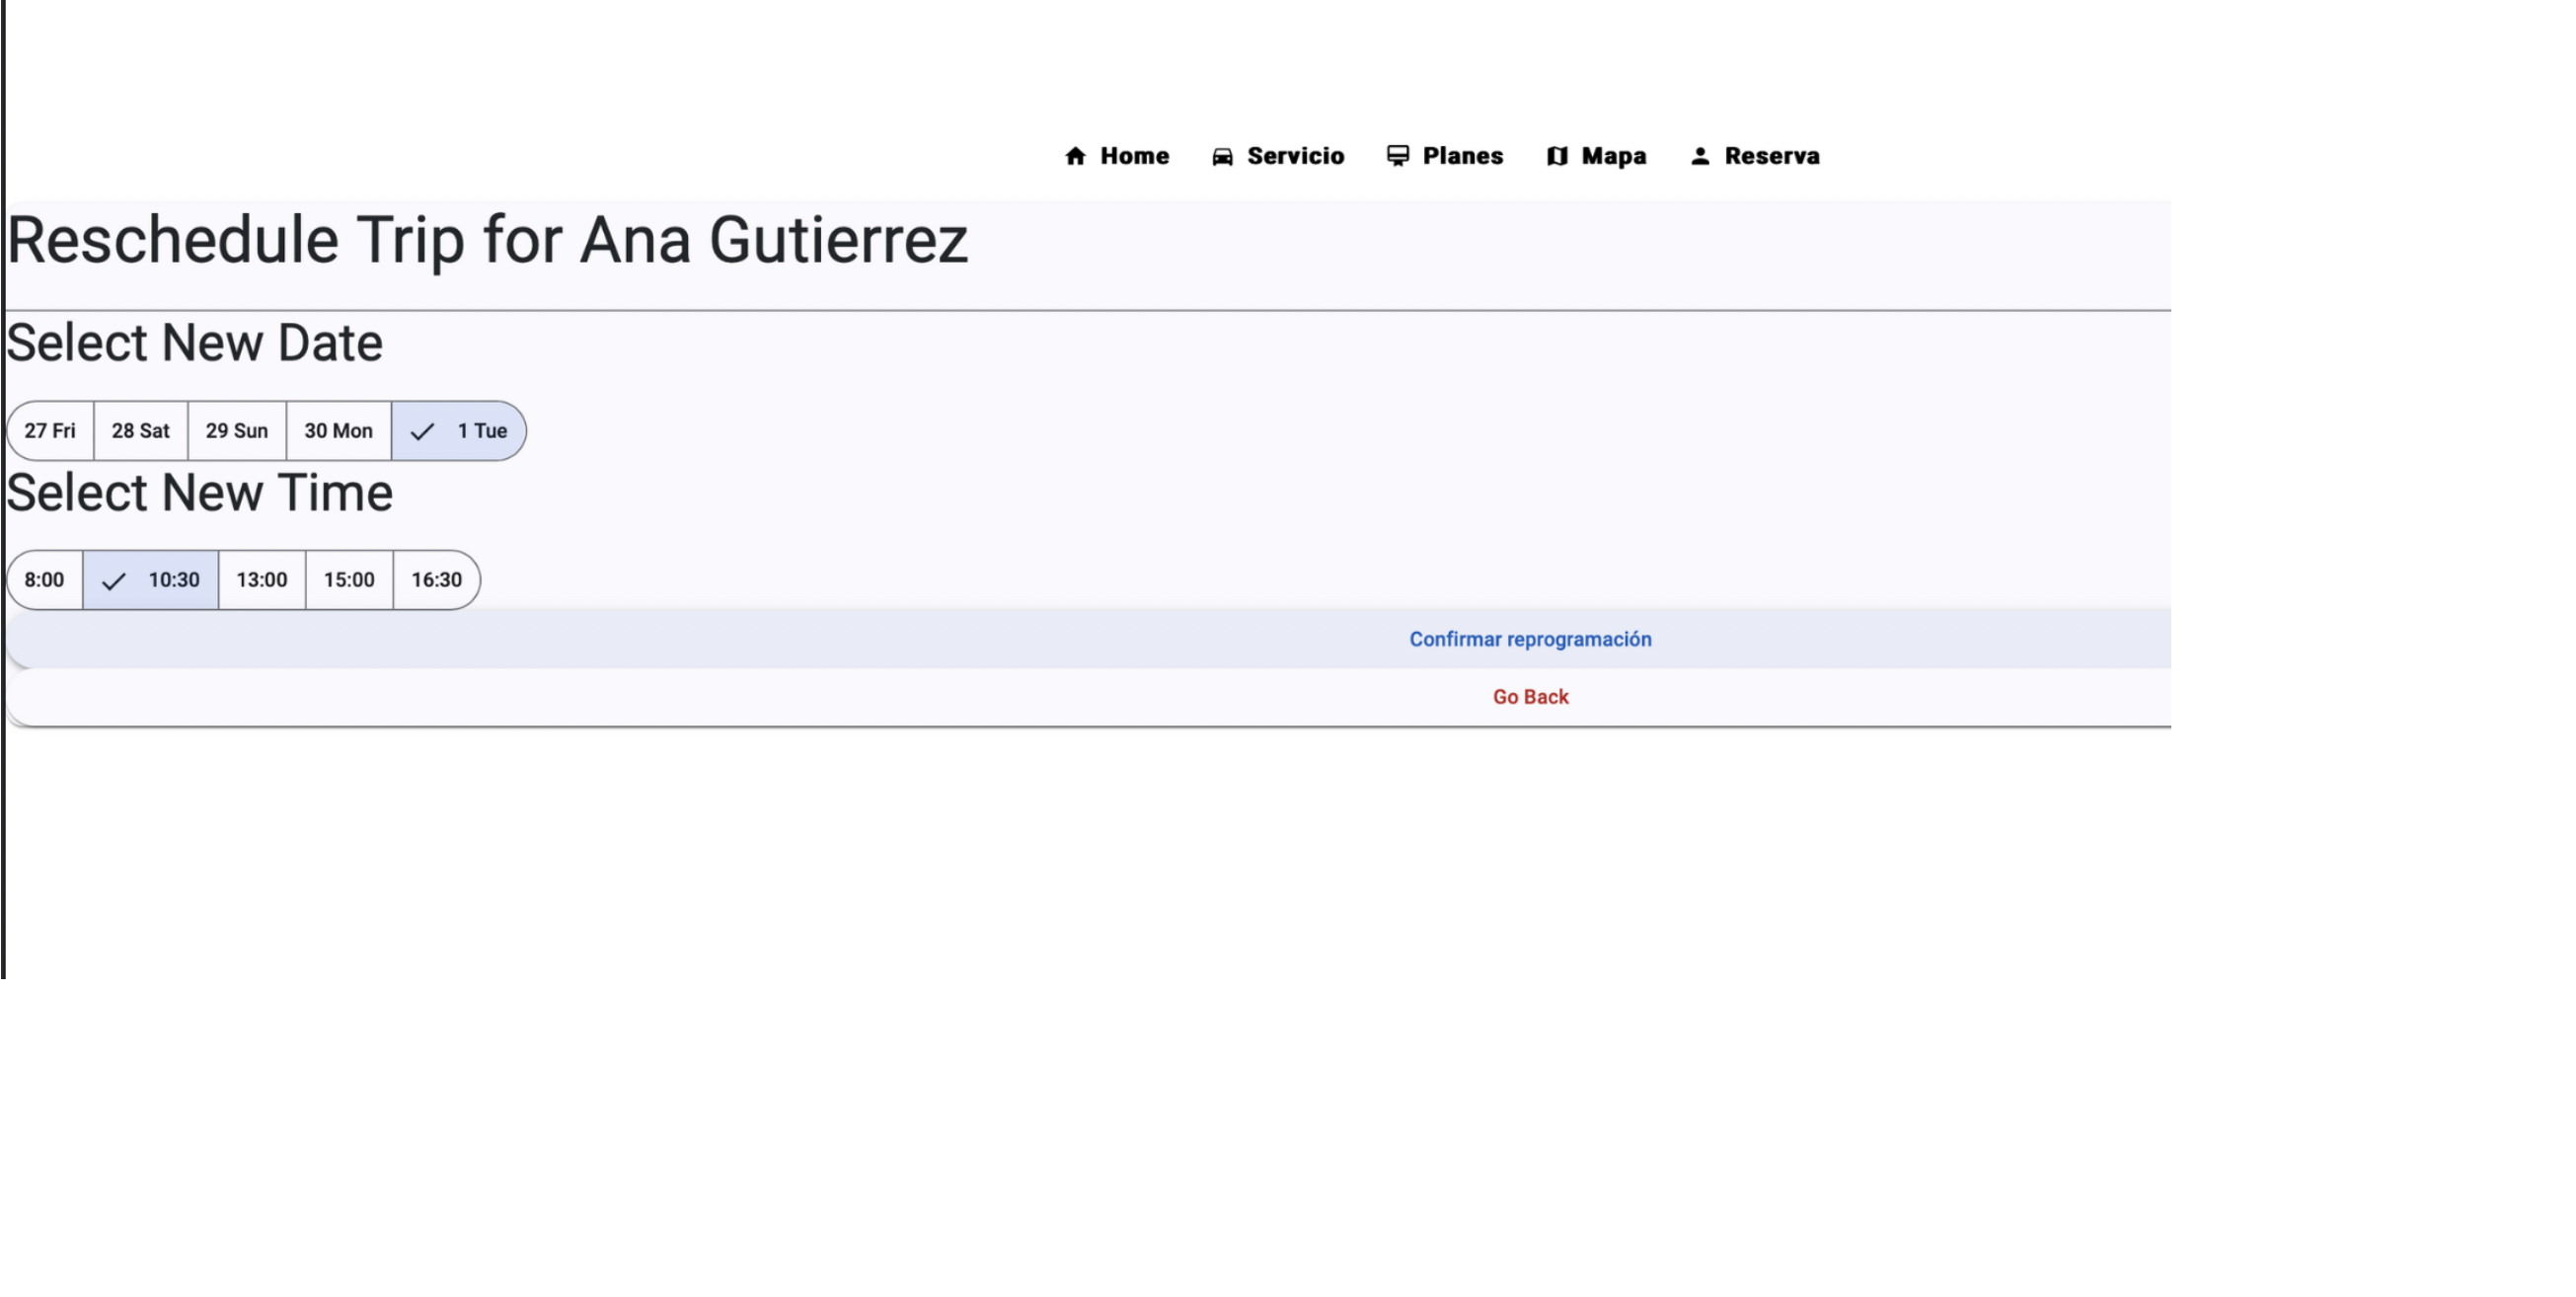 Home Servicio Planes Mapa Reserva
Reschedule Trip for Ana Gutierrez
Select New Date
27 Fri 28 Sat 29 Sun 30 Mon 1 Tue
Select New Time
8:00 10:30 13:00 15:00 16:30
Confirmar reprogramación
Go Back